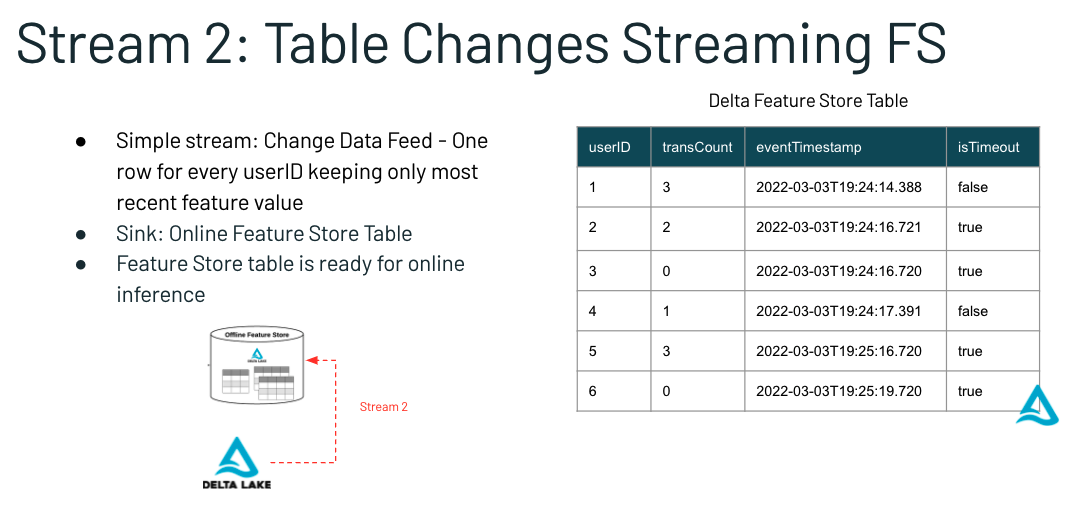 Stream 2: Table Changes Streaming FS
● Simple stream: Change Data Feed - One
row for every userID keeping only most
recent feature value
● Sink: Online Feature Store Table
● Feature Store table is ready for online
inference
Offline Feature Store
DELTA LAKE
Stream 2
DELTA LAKE
Delta Feature Store Table
userID transCount eventTimestamp isTimeout
1 3 2022-03-03T19:24:14.388 false
2 2 2022-03-03T19:24:16.721 true
3 0 2022-03-03T19:24:16.720 true
4 1 2022-03-03T19:24:17.391 false
5 3 2022-03-03T19:25:16.720 true
6 0 2022-03-03T19:25:19.720 true